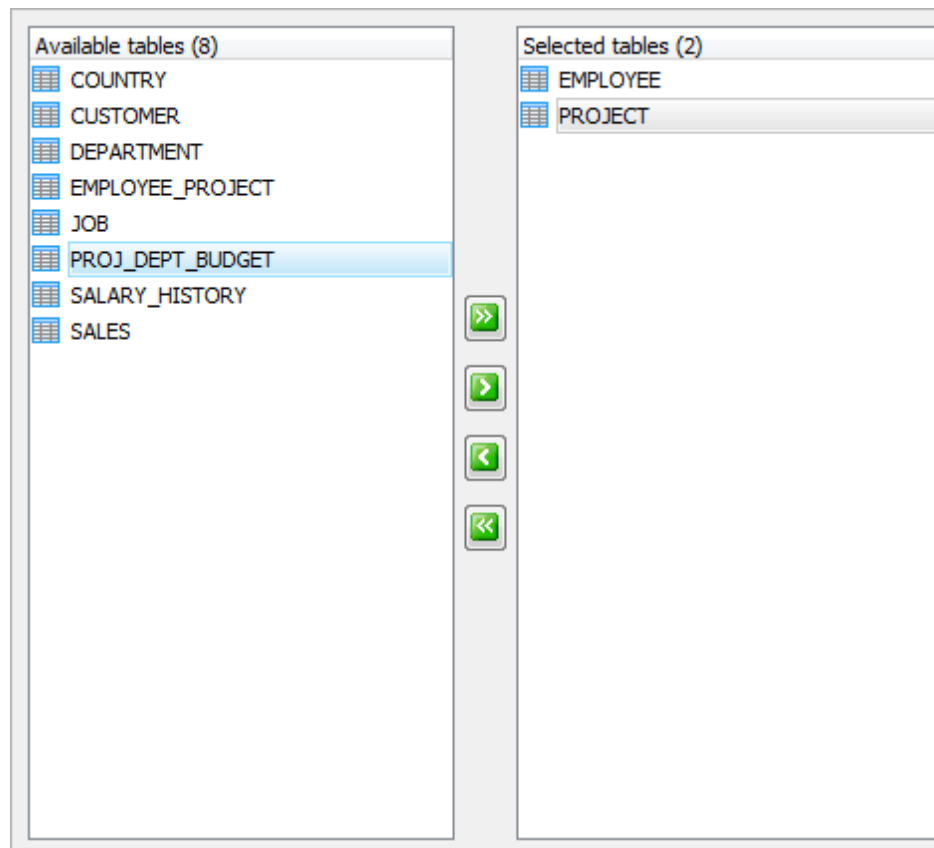 Available tables (8)
COUNTRY
CUSTOMER
DEPARTMENT
EMPLOYEE_PROJECT
JOB
PROJ_DEPT_BUDGET
SALARY_HISTORY
SALES
Selected tables (2)
EMPLOYEE
PROJECT